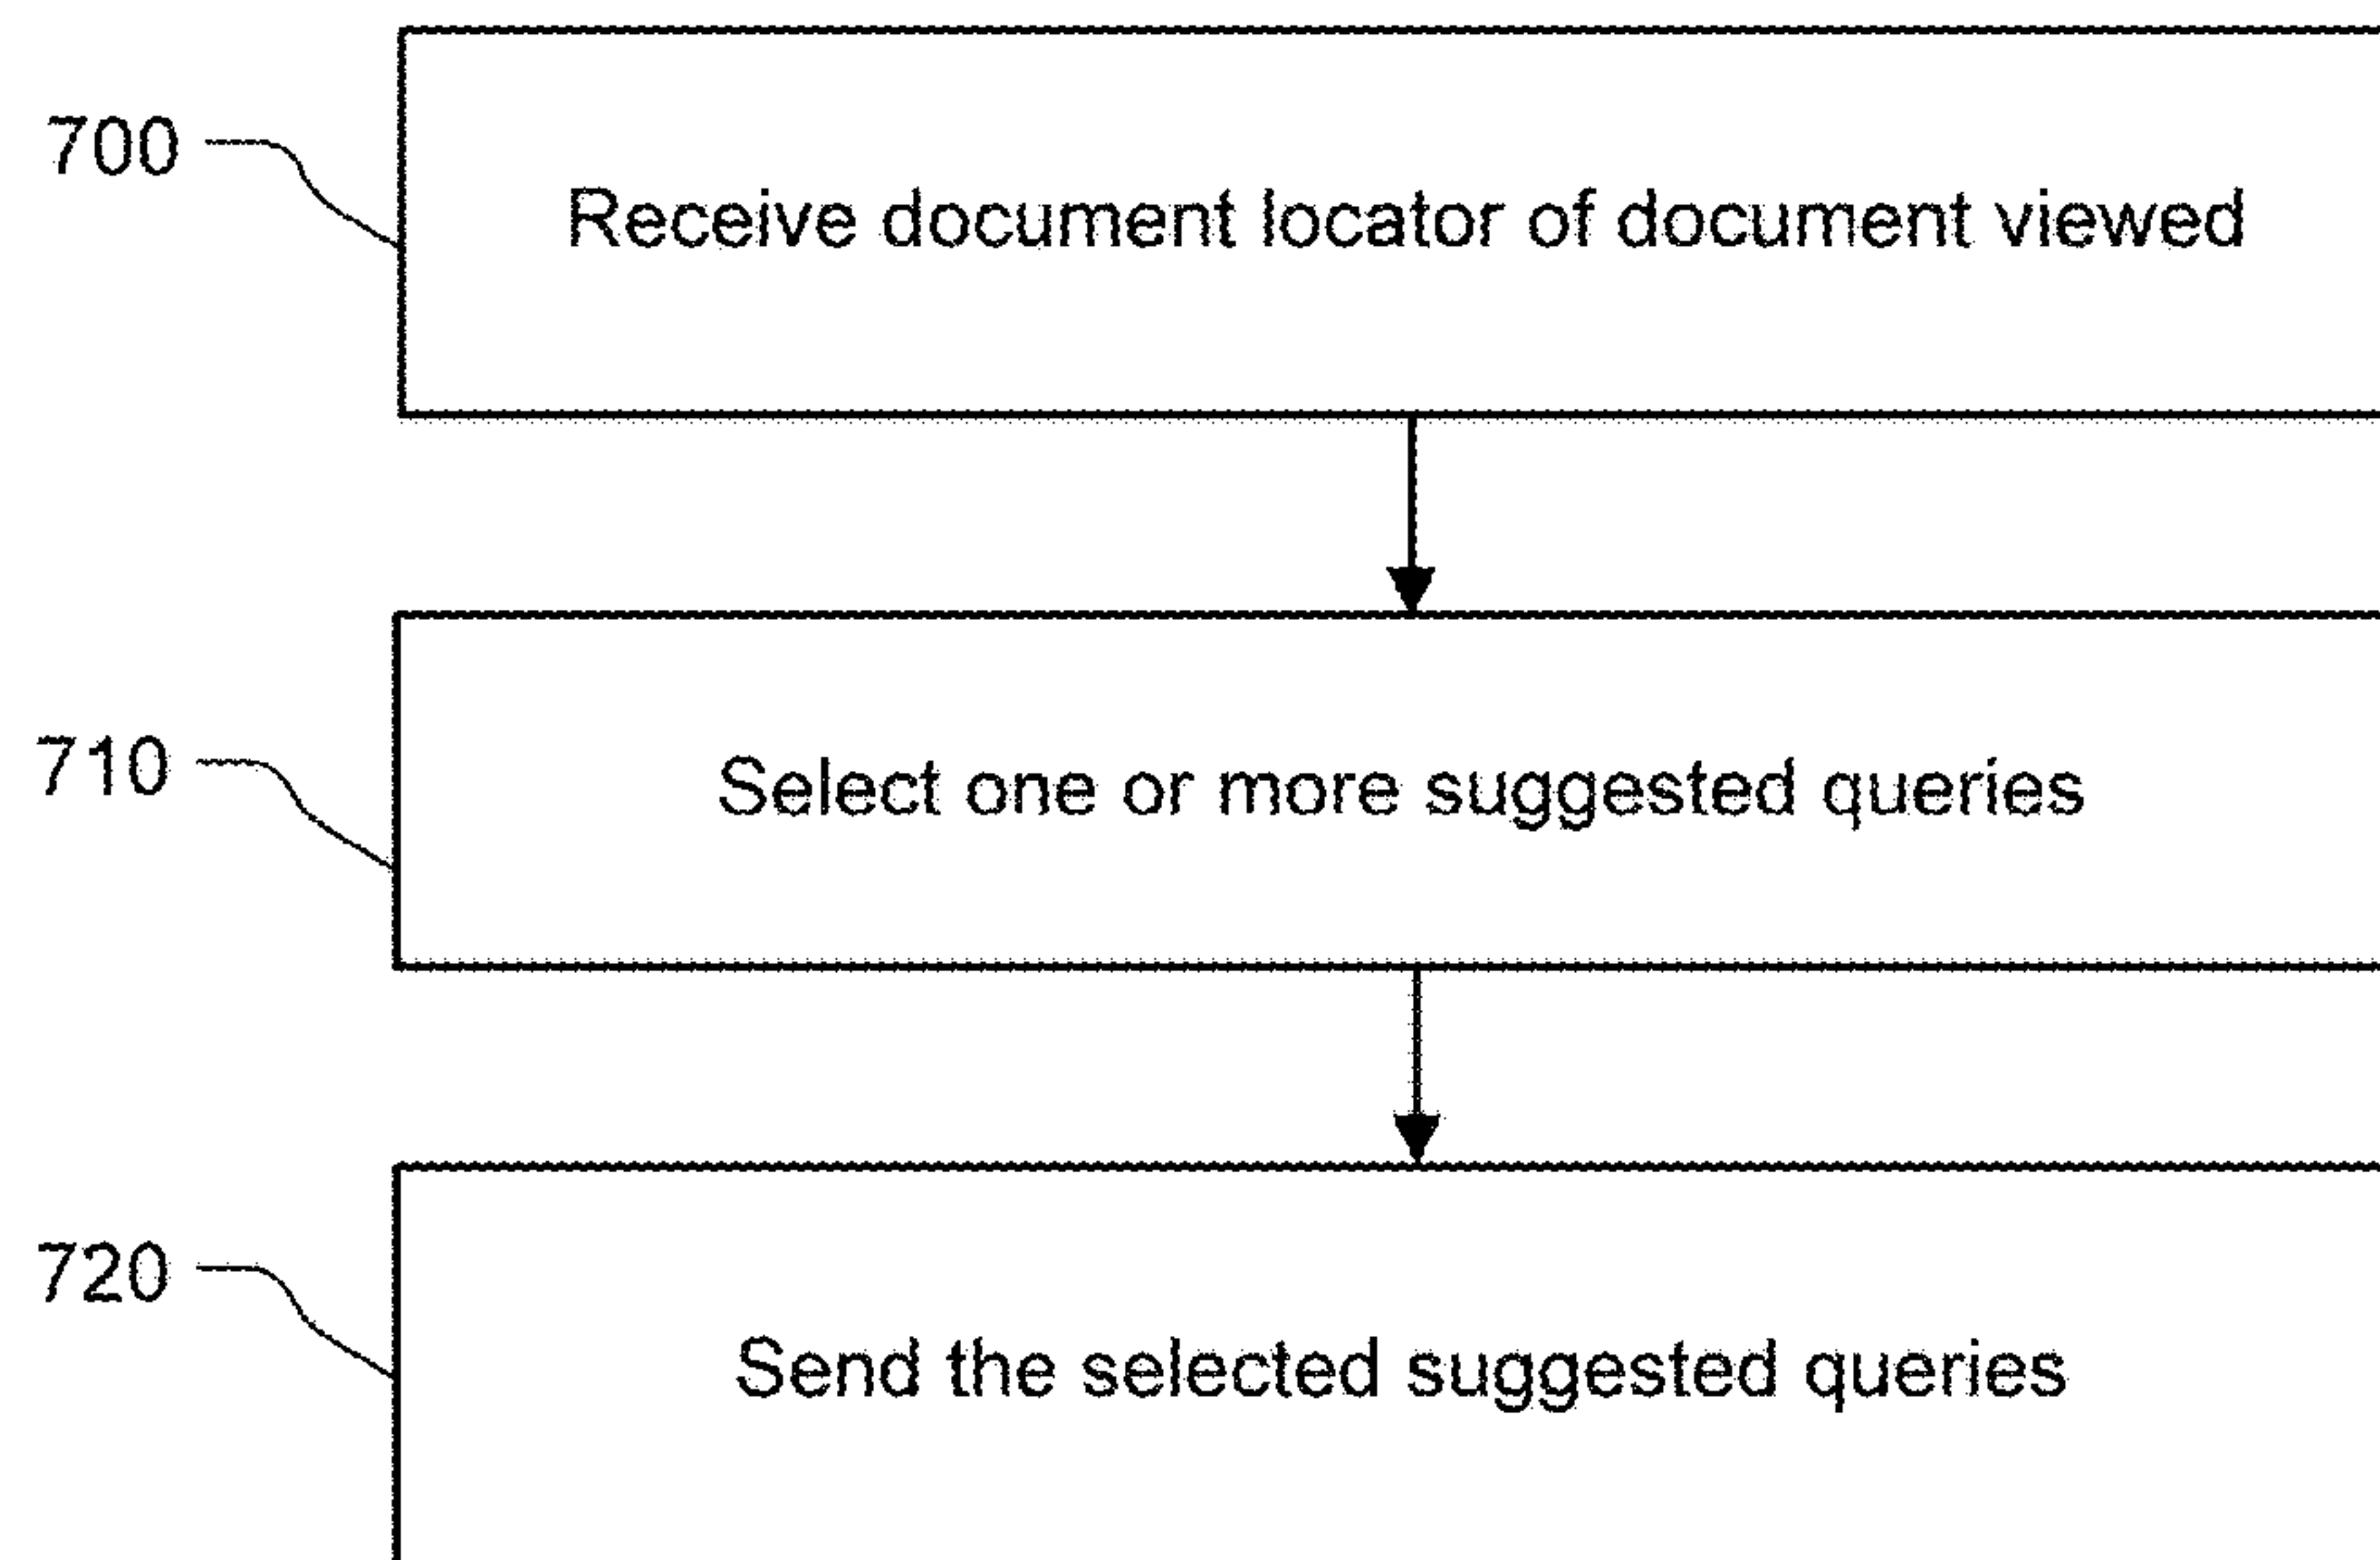 700
Receive document locator of document viewed
710
Select one or more suggested queries
720
Send the selected suggested queries